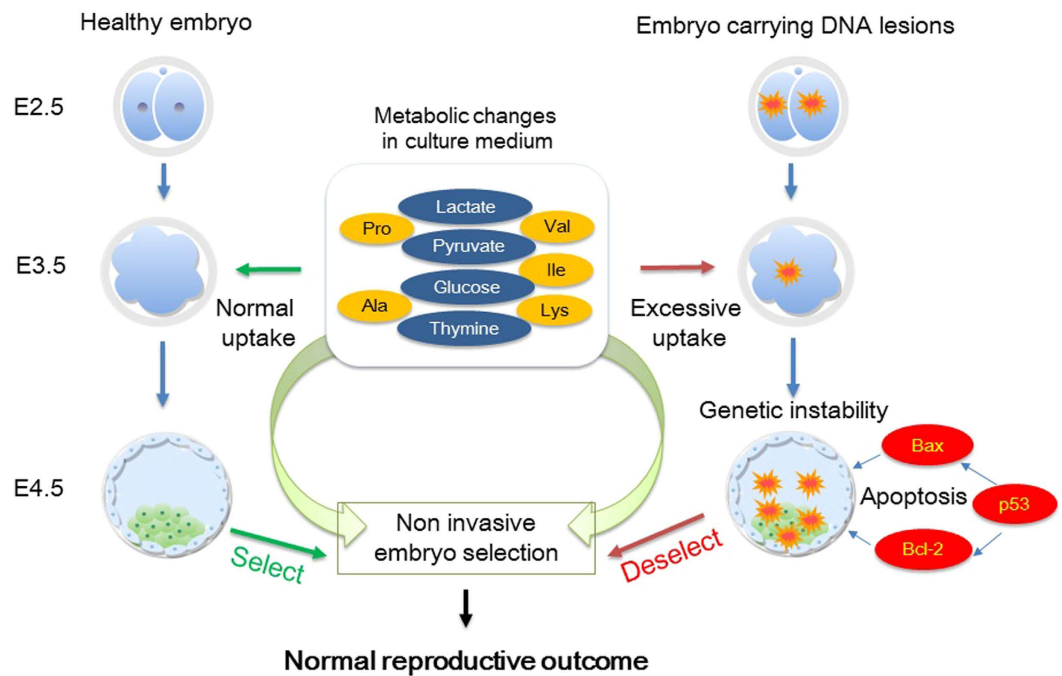 Healthy embryo
Embryo carrying DNA lesions
E2.5
Metabolic changes
in culture medium
Lactate
Pro
Val
Pyruvate
E3.5
Ile
Glucose
Ala
Lys
Thymine
Normal
uptake
Excessive
uptake
Genetic instability
Bax
E4.5
Apoptosis
p53
Bcl-2
Non invasive
embryo selection
Select
Deselect
Normal reproductive outcome